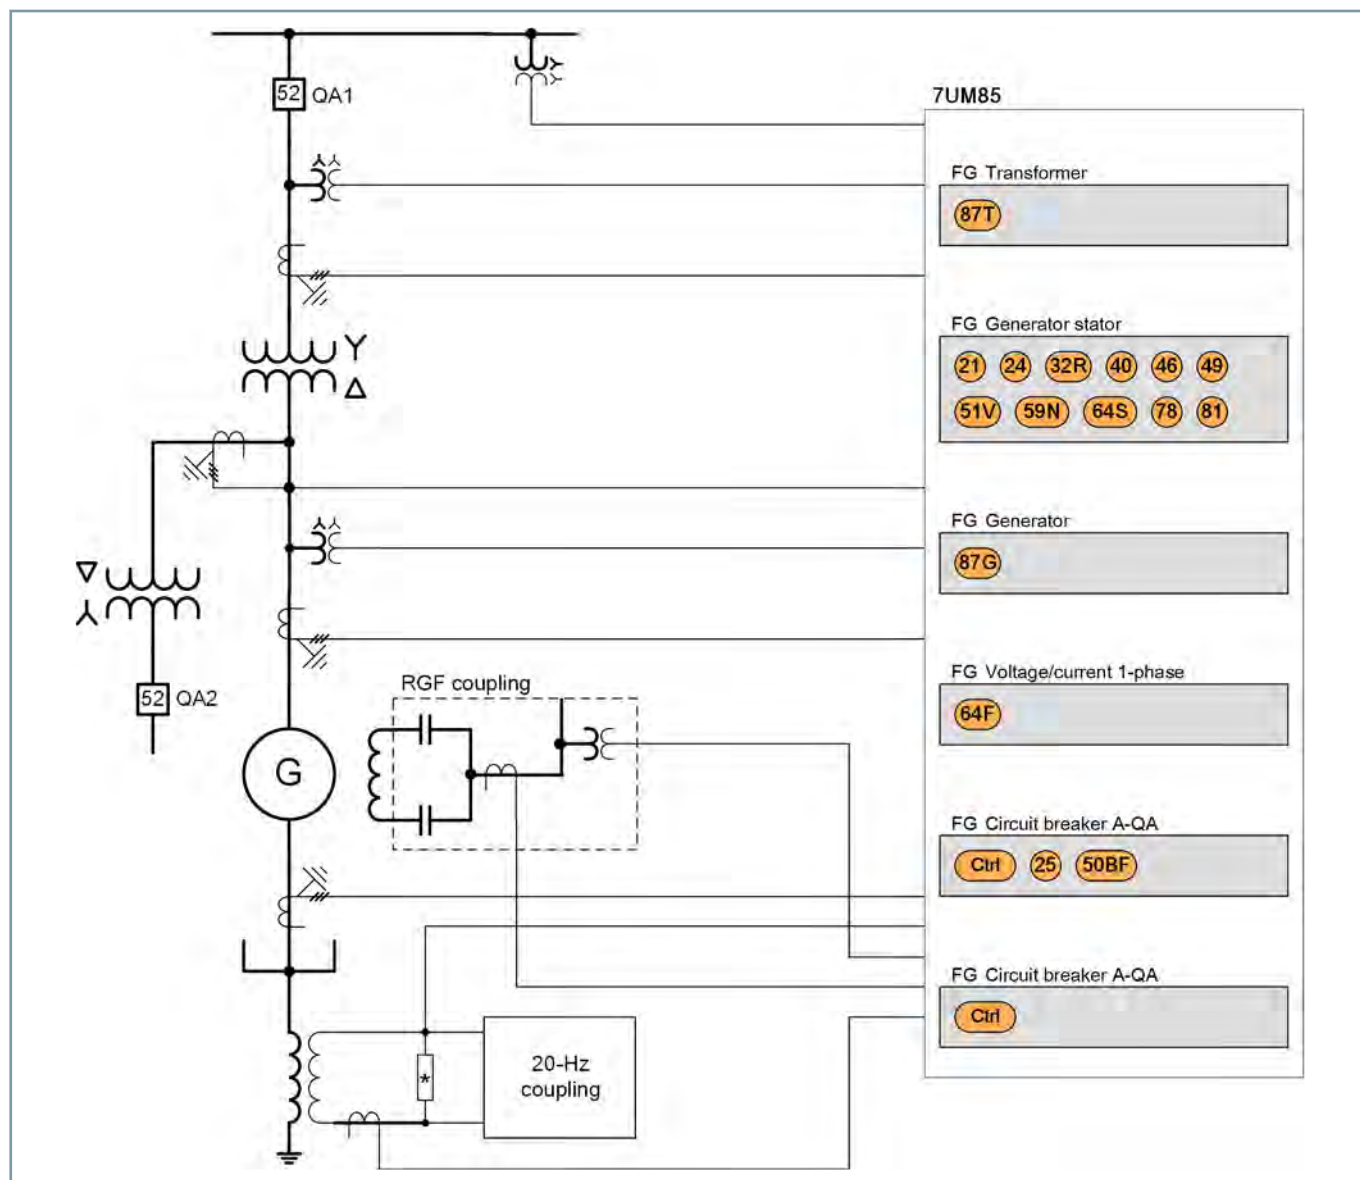 52 QA1
7UM85
FG Transformer
87T
FG Generator stator
21 24 32R 40 46 49
51V 59N 64S 78 81
FG Generator
87G
52 QA2
RGF coupling
FG Voltage/current 1-phase
64F
G
FG Circuit breaker A-QA
Ctrl 25 50BF
FG Circuit breaker A-QA
Ctrl
*
20-Hz
coupling